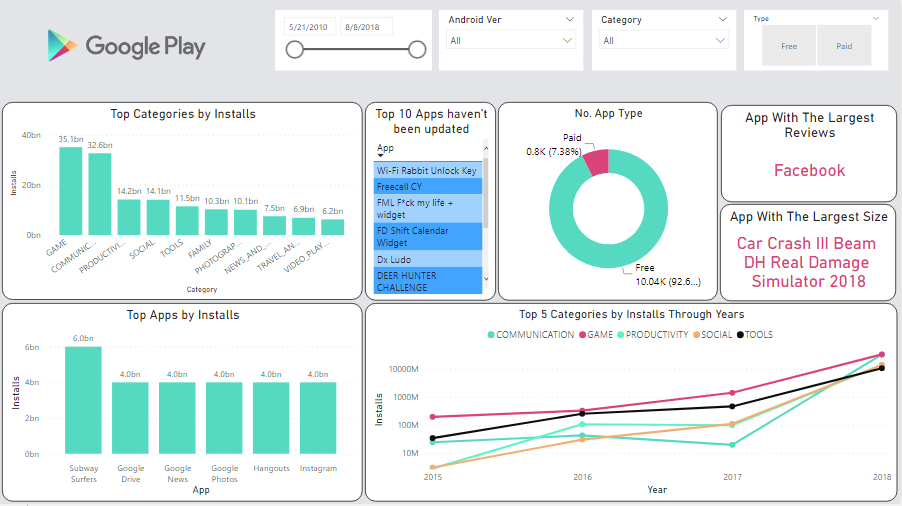 Google Play
5/21/2010
8/8/2018
Android Ver
All
Category
All
Type
Free
Paid
Top Categories by Installs
40bn
20bn
0bn
Installs
35.1bn
32.6bn
14.2bn
14.1bn
11.5bn
10.3bn
10.1bn
7.5bn
6.9bn
6.2bn
GAME
COMMUNIC...
PRODUCTIVI...
SOCIAL
TOOLS
FAMILY
PHOTOGRAP...
NEWS_AND_...
TRAVEL_AN...
VIDEO_PLAY...
Category
Top 10 Apps haven't
been updated
App
Wi-Fi Rabbit Unlock Key
Freecell CY
FML F*ck my life +
widget
FD Shift Calendar
Widget
Dx Ludo
DEER HUNTER
CHALLENGE
No. App Type
Paid
0.8K (7.38%)
Free
10.04K (92.6...)
App With The Largest
Reviews
Facebook
App With The Largest Size
Car Crash III Beam
DH Real Damage
Simulator 2018
Top Apps by Installs
6bn
4bn
2bn
0bn
Installs
6.0bn
4.0bn
4.0bn
4.0bn
4.0bn
4.0bn
Subway
Surfers
Google
Drive
Google
News
Google
Photos
Hangouts
Instagram
App
Top 5 Categories by Installs Through Years
COMMUNICATION
GAME
PRODUCTIVITY
SOCIAL
TOOLS
10000M
1000M
100M
10M
Installs
2015
2016
2017
2018
Year